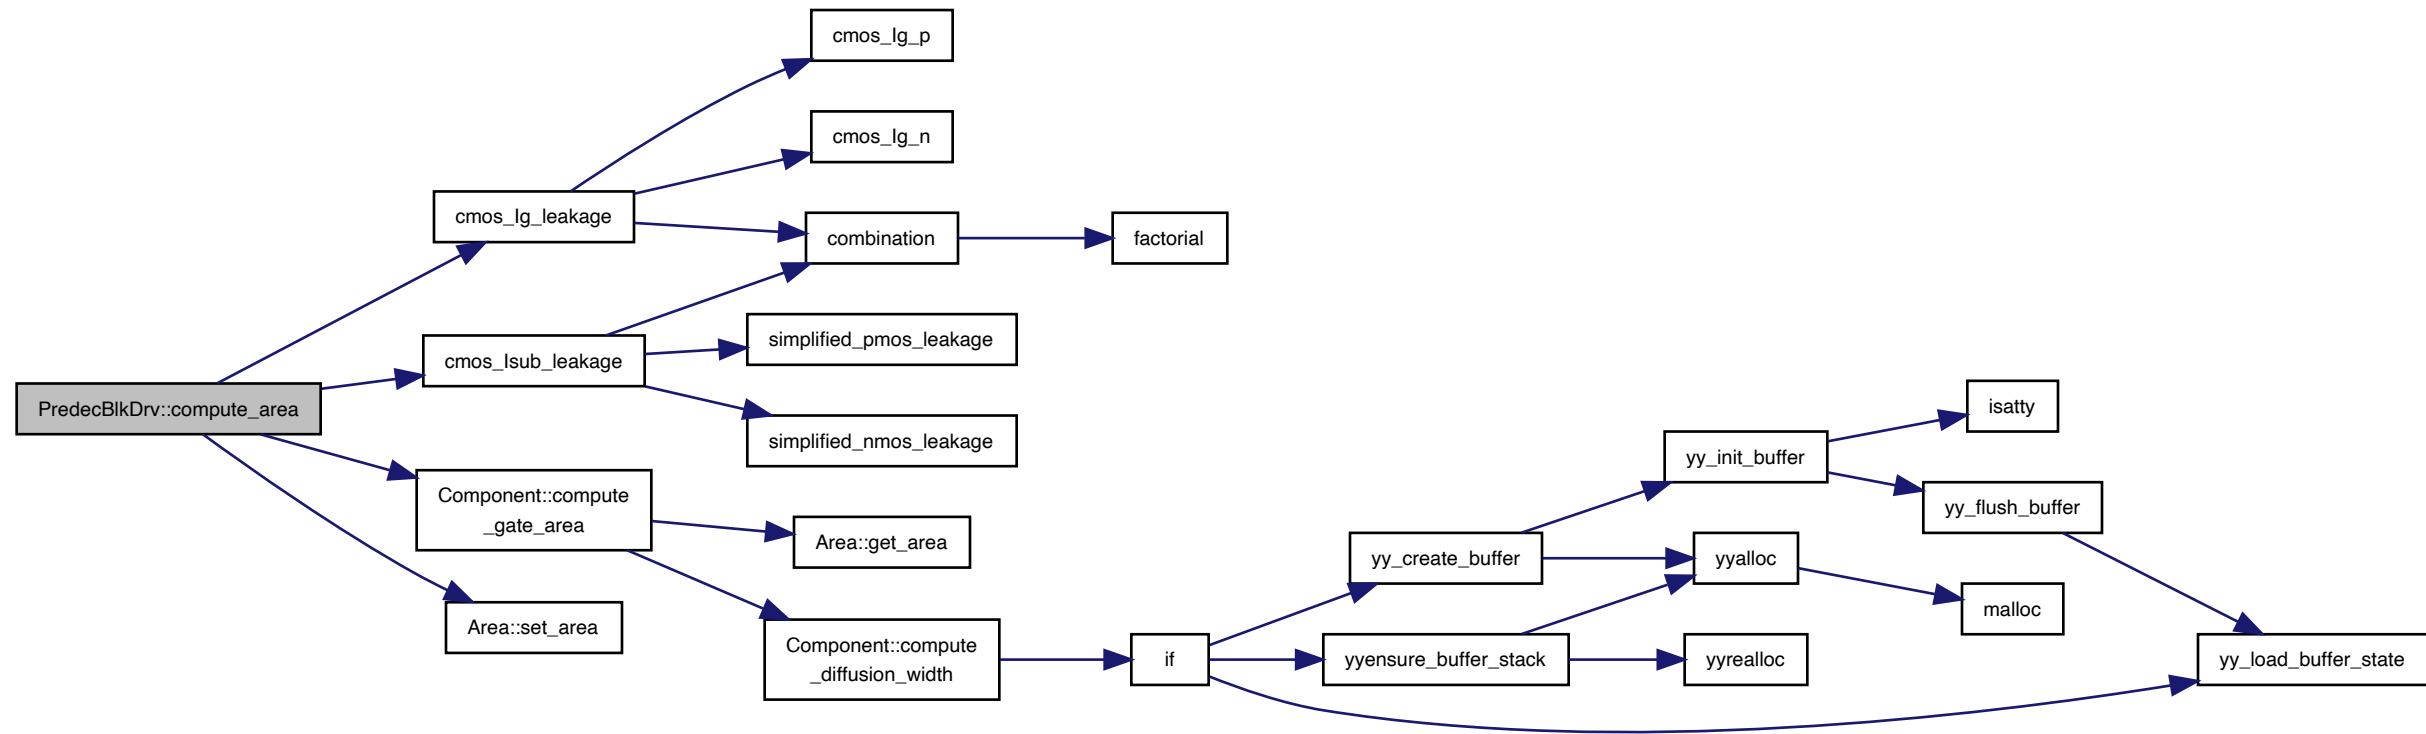 cmos_Ig_p
cmos_Ig_n
cmos_Ig_leakage
combination
factorial
simplified_pmos_leakage
cmos_Isub_leakage
PredecBlkDrv::compute_area
simplified_nmos_leakage
isatty
yy_init_buffer
Component::compute
_gate_area
yy_flush_buffer
Area::get_area
yy_create_buffer
yyalloc
malloc
Area::set_area
Component::compute
_diffusion_width
if
yyensure_buffer_stack
yyrealloc
yy_load_buffer_state